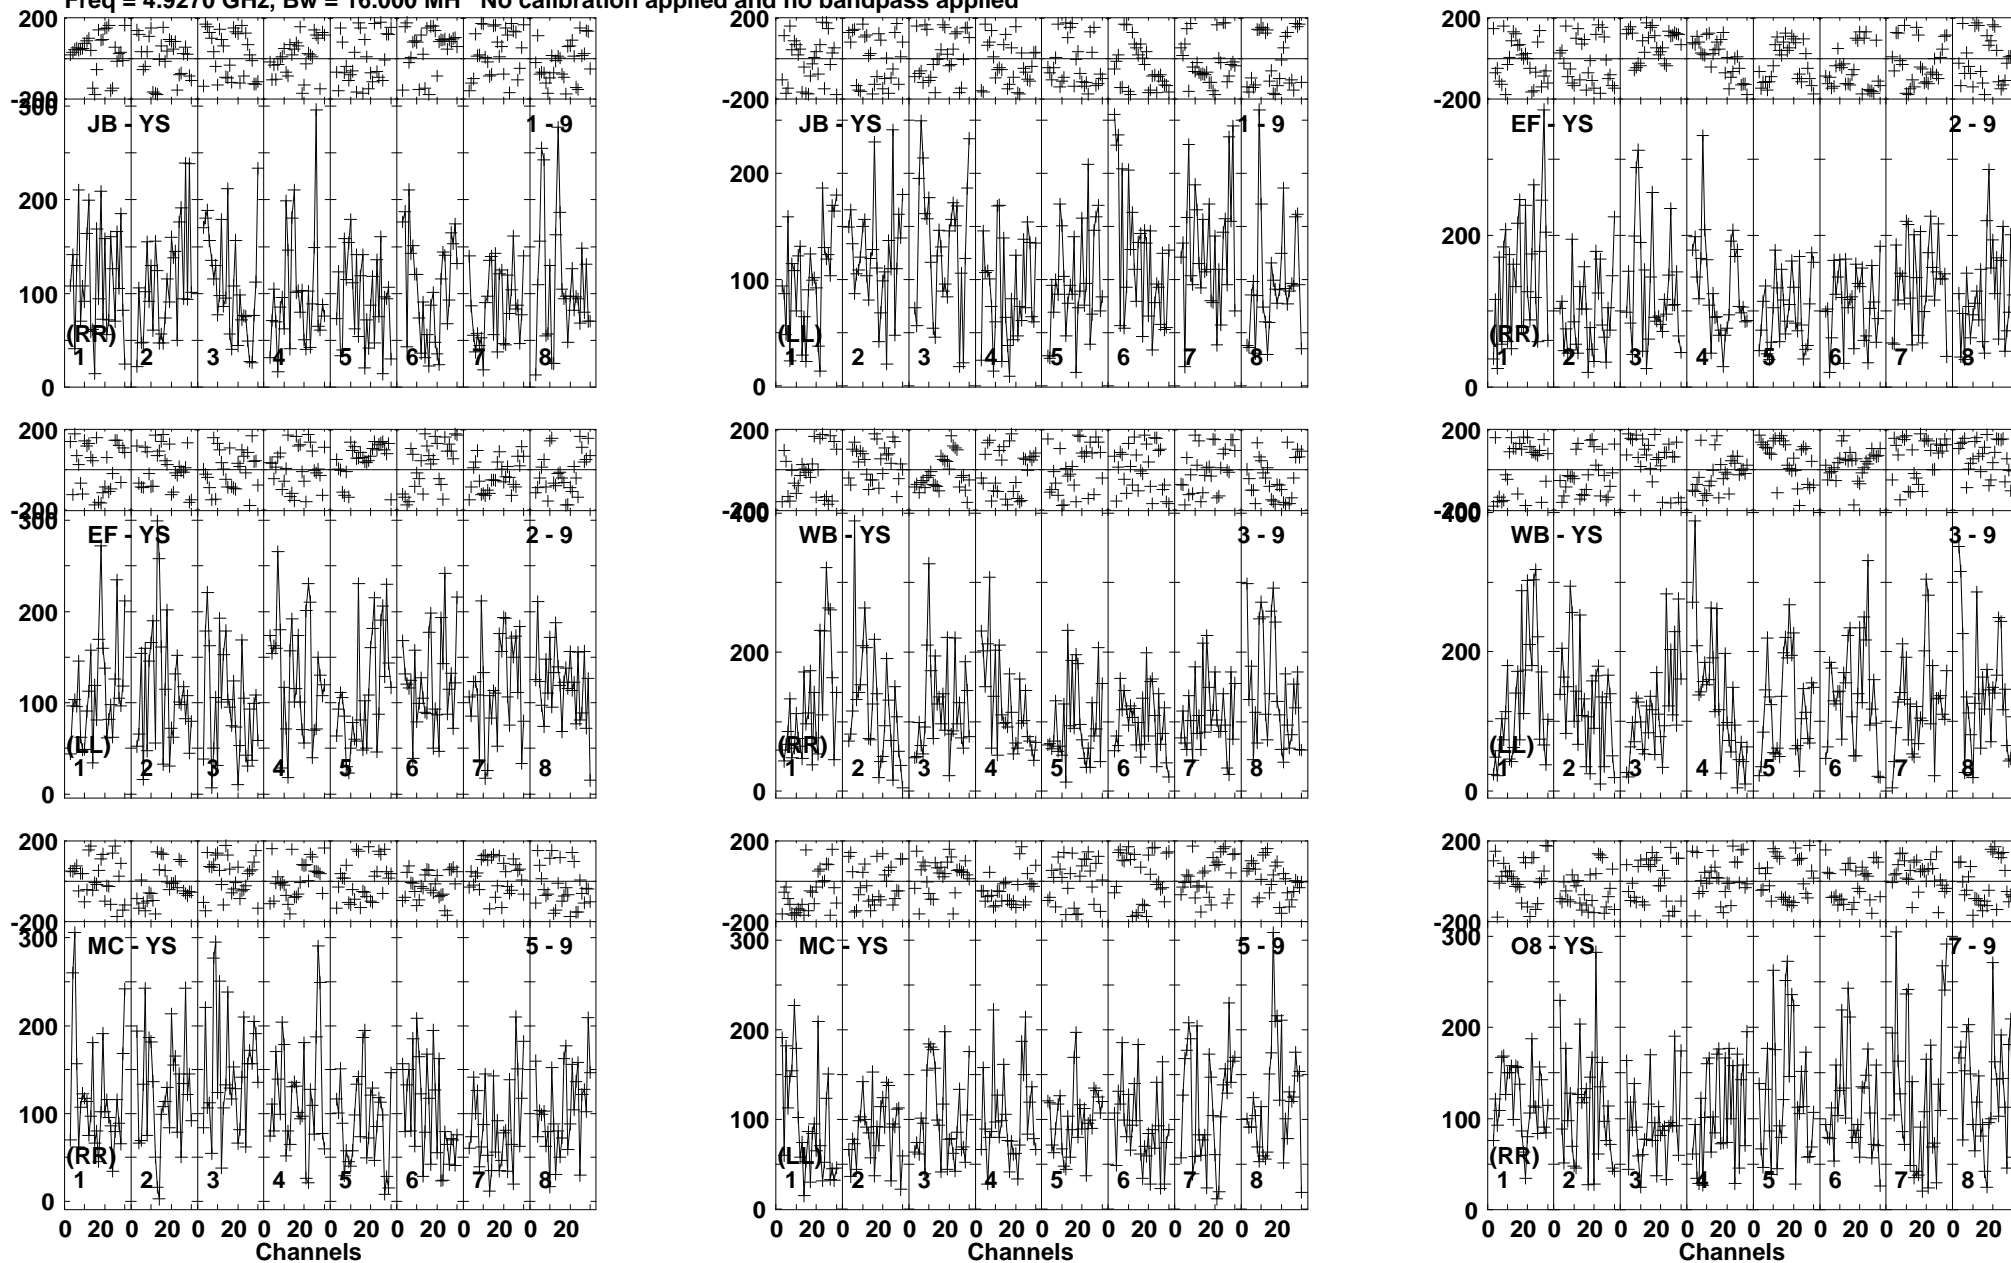 Freq = 4.9270 GHz, Bw = 16.000 MH No calibration applied and no bandpass applied
200 200 200
-200 -200 -200
300
JB - YS 1 - 9 JB - YS 1 - 9 EF - YS 2 - 9
200 200 200
100 100
(RR) (LL) (RR)
1 2 3 4 5 6 7 8 1 2 3 4 5 6 7 8 1 2 3 4 5 6 7 8
0 0 0
200 200 200
-200 -200 -200
300 400 400
EF - YS 2 - 9 WB - YS 3 - 9 WB - YS 3 - 9
200 200 200
100
(LL) (RR) (LL)
1 2 3 4 5 6 7 8 1 2 3 4 5 6 7 8 1 2 3 4 5 6 7 8
0 0 0
200 200 200
-200 -200 -200
300 300 300
MC - YS 5 - 9 MC - YS 5 - 9 O8 - YS 7 - 9
200 200 200
100 100 100
(RR) (LL) (RR)
1 2 3 4 5 6 7 8 1 2 3 4 5 6 7 8 1 2 3 4 5 6 7 8
0 0 0
0 20 0 20 0 20 0 20 0 20 0 20 0 20 0 20 0 20 0 20 0 20 0 20 0 20 0 20 0 20 0 20 0 20 0 20 0 20 0 20 0 20 0 20 0 20 0 20
Channels Channels Channels